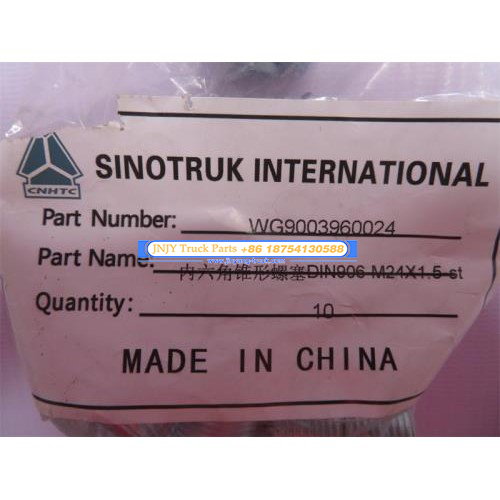 CNHTC
SINOTRUK INTERNATIONAL
Part Number: WG9003960024
JNJY Truck Parts +86 18754130588
Part Name: 内六角锥形螺塞DIN906 M24X1.5-st
Quantity: 10
MADE IN CHINA